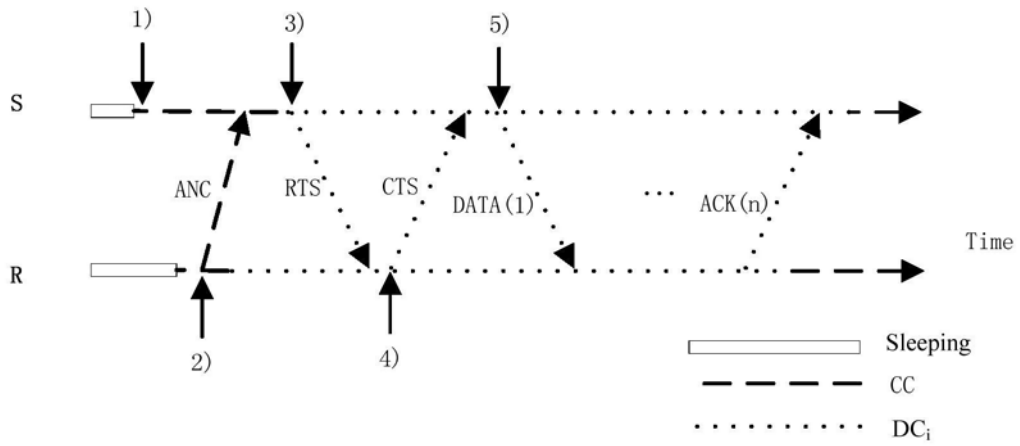 1)
3)
5)
S
ANC
RTS
CTS
DATA(1)
...
ACK(n)
Time
R
2)
4)
Sleeping
CC
DCi